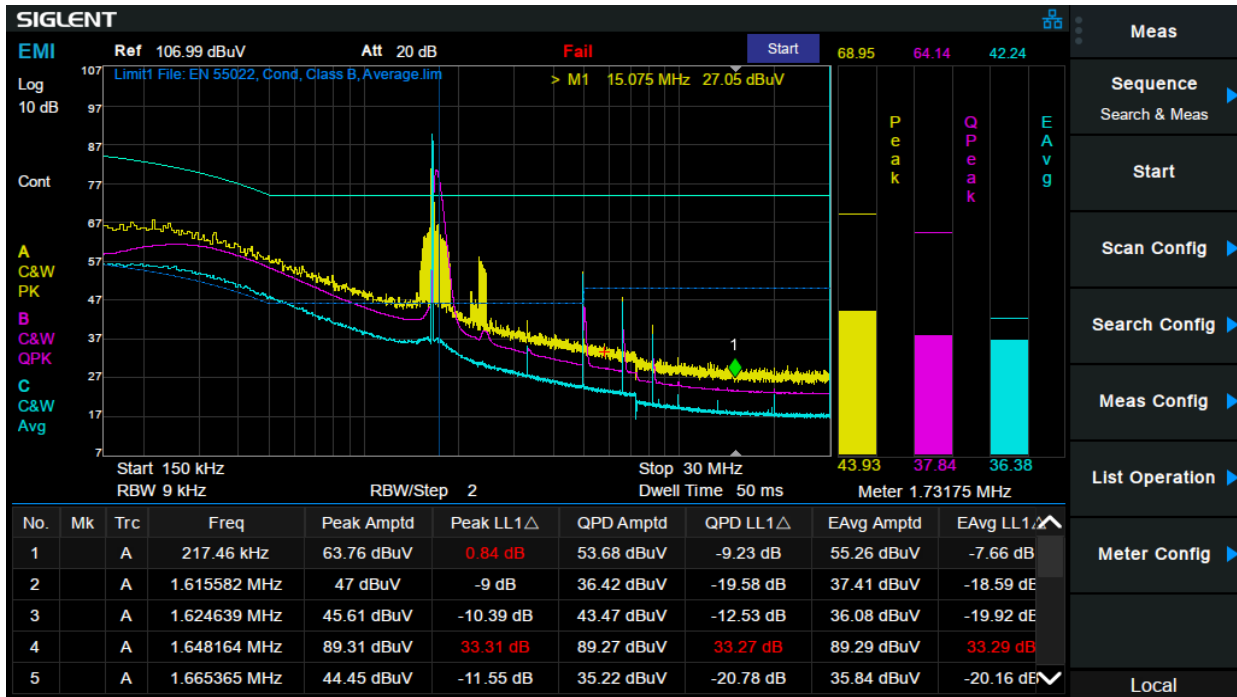 SIGLENT
EMI Ref 106.99 dBuV Att 20 dB Fail Start 68.95 64.14 42.24
Log
10 dB
Cont
A
C&W
PK
B
C&W
QPK
C
C&W
Avg
107
97
87
77
67
57
47
37
27
17
7
Limit1 File: EN 55022, Cond, Class B, Average.lim
> M1 15.075 MHz 27.05 dBuV
1
Peak
QPeak
EAvg
43.93 37.84 36.38
Start 150 kHz Stop 30 MHz
RBW 9 kHz RBW/Step 2 Dwell Time 50 ms Meter 1.73175 MHz
No. Mk Trc Freq Peak Amptd Peak LL1△ QPD Amptd QPD LL1△ EAvg Amptd EAvg LL1△
1 A 217.46 kHz 63.76 dBuV 0.84 dB 53.68 dBuV -9.23 dB 55.26 dBuV -7.66 dB
2 A 1.615582 MHz 47 dBuV -9 dB 36.42 dBuV -19.58 dB 37.41 dBuV -18.59 dB
3 A 1.624639 MHz 45.61 dBuV -10.39 dB 43.47 dBuV -12.53 dB 36.08 dBuV -19.92 dB
4 A 1.648164 MHz 89.31 dBuV 33.31 dB 89.27 dBuV 33.27 dB 89.29 dBuV 33.29 dB
5 A 1.665365 MHz 44.45 dBuV -11.55 dB 35.22 dBuV -20.78 dB 35.84 dBuV -20.16 dB
Meas
Sequence
Search & Meas
Start
Scan Config
Search Config
Meas Config
List Operation
Meter Config
Local